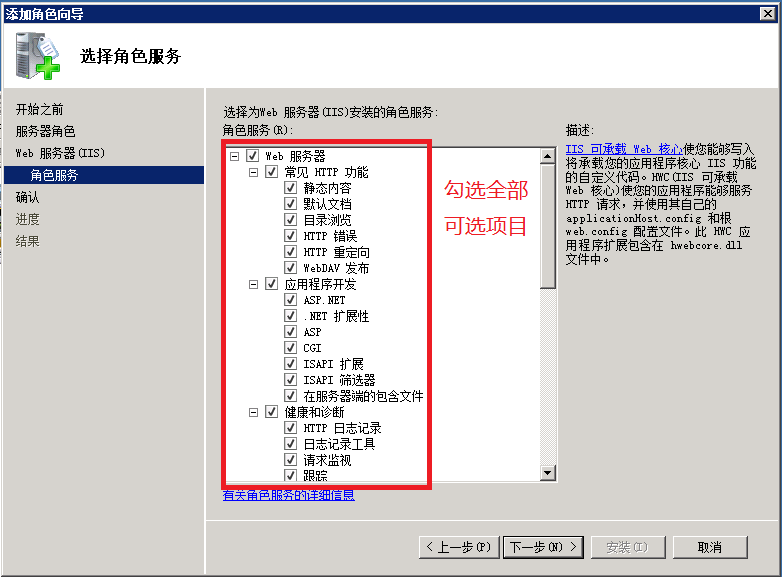 添加角色向导
选择角色服务
开始之前
服务器角色
Web 服务器(IIS)
角色服务
确认
进度
结果
选择为Web 服务器(IIS)安装的角色服务:
角色服务(R):
Web 服务器
常见 HTTP 功能
静态内容
默认文档
目录浏览
HTTP 错误
HTTP 重定向
WebDAV 发布
应用程序开发
ASP.NET
.NET 扩展性
ASP
CGI
ISAPI 扩展
ISAPI 筛选器
在服务器端的包含文件
健康和诊断
HTTP 日志记录
日志记录工具
请求监视
跟踪
有关角色服务的详细信息
勾选全部
可选项目
描述:
IIS 可承载 Web 核心使您能够写入
将承载您的应用程序核心 IIS 功能
的自定义代码。HWC(IIS 可承载
Web 核心)使您的应用程序能够服务
HTTP 请求，并使用其自己的
applicationHost.config 和根
web.config 配置文件。此 HWC 应
用程序扩展包含在 hwebcore.dll
文件中。
< 上一步(P)
下一步(N) >
安装(I)
取消